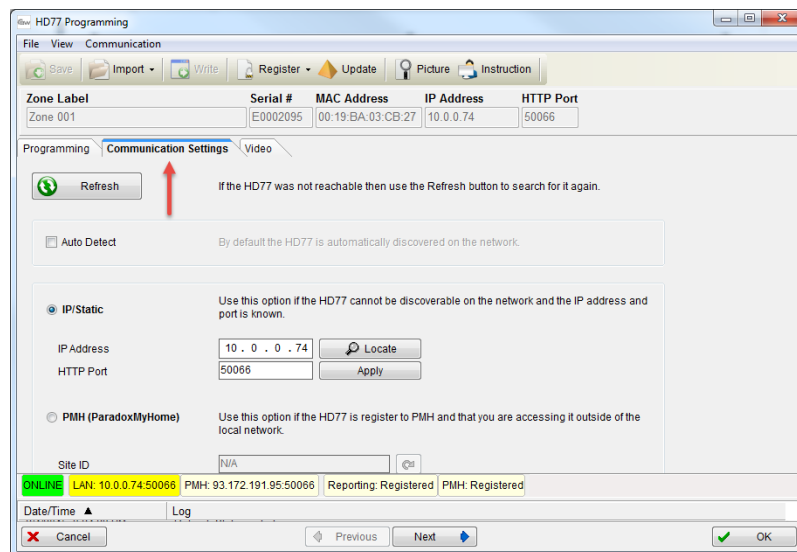 HD77 Programming
File View Communication
Save Import Write Register Update Picture Instruction
Zone Label Serial # MAC Address IP Address HTTP Port
Zone 001 E0002095 00:19:BA:03:CB:27 10.0.0.74 50066
Programming Communication Settings Video
Refresh If the HD77 was not reachable then use the Refresh button to search for it again.
Auto Detect By default the HD77 is automatically discovered on the network.
IP/Static Use this option if the HD77 cannot be discoverable on the network and the IP address and
port is known.
IP Address 10 . 0 . 0 . 74 Locate
HTTP Port 50066 Apply
PMH (ParadoxMyHome) Use this option if the HD77 is register to PMH and that you are accessing it outside of the
local network.
Site ID N/A
ONLINE LAN: 10.0.0.74:50066 PMH: 93.172.191.95:50066 Reporting: Registered PMH: Registered
Date/Time ▲ Log
Cancel Previous Next OK